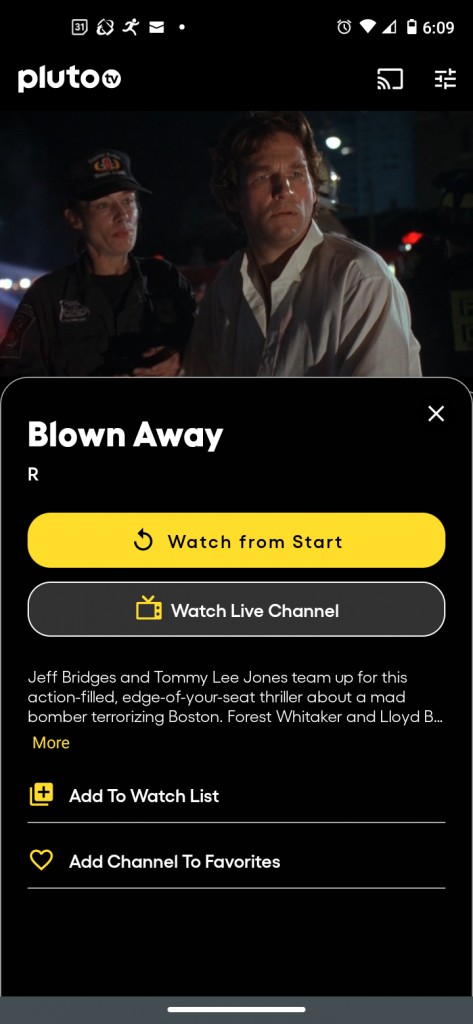 31 6:09
pluto tv
Blown Away
R
Watch from Start
Watch Live Channel
Jeff Bridges and Tommy Lee Jones team up for this
action-filled, edge-of-your-seat thriller about a mad
bomber terrorizing Boston. Forest Whitaker and Lloyd B...
More
Add To Watch List
Add Channel To Favorites